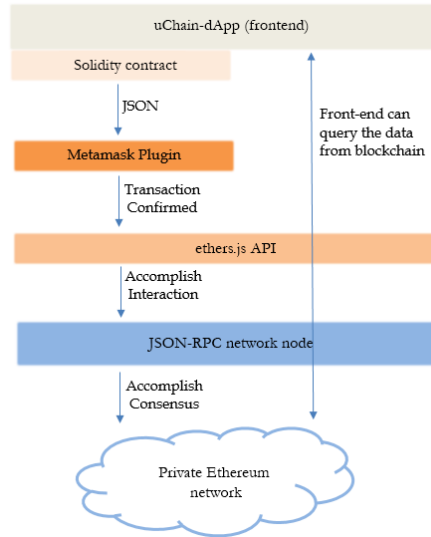 uChain-dApp (frontend)
Solidity contract
JSON
Front-end can
query the data
from blockchain
Metamask Plugin
Transaction
Confirmed
ethers.js API
Accomplish
Interaction
JSON-RPC network node
Accomplish
Consensus
Private Ethereum
network